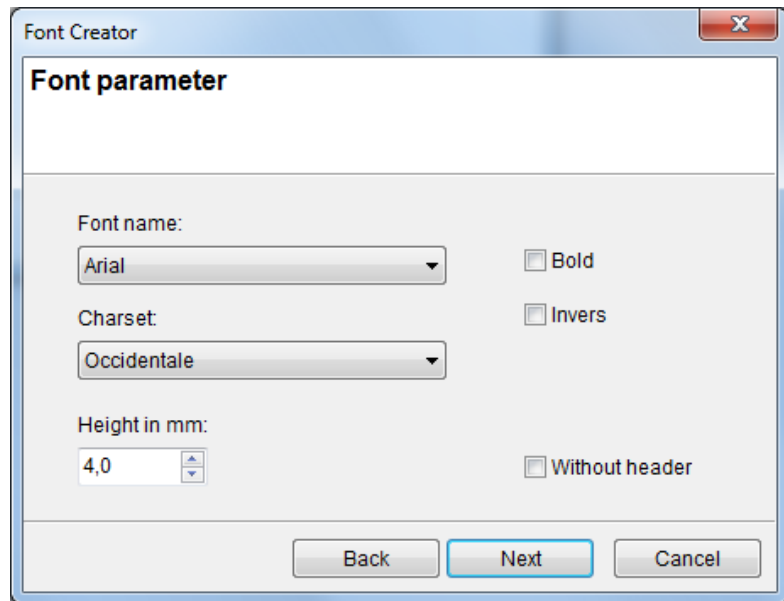 Font Creator
Font parameter
Font name:
Arial
Bold
Charset:
Invers
Occidentale
Height in mm:
4,0
Without header
Back Next Cancel